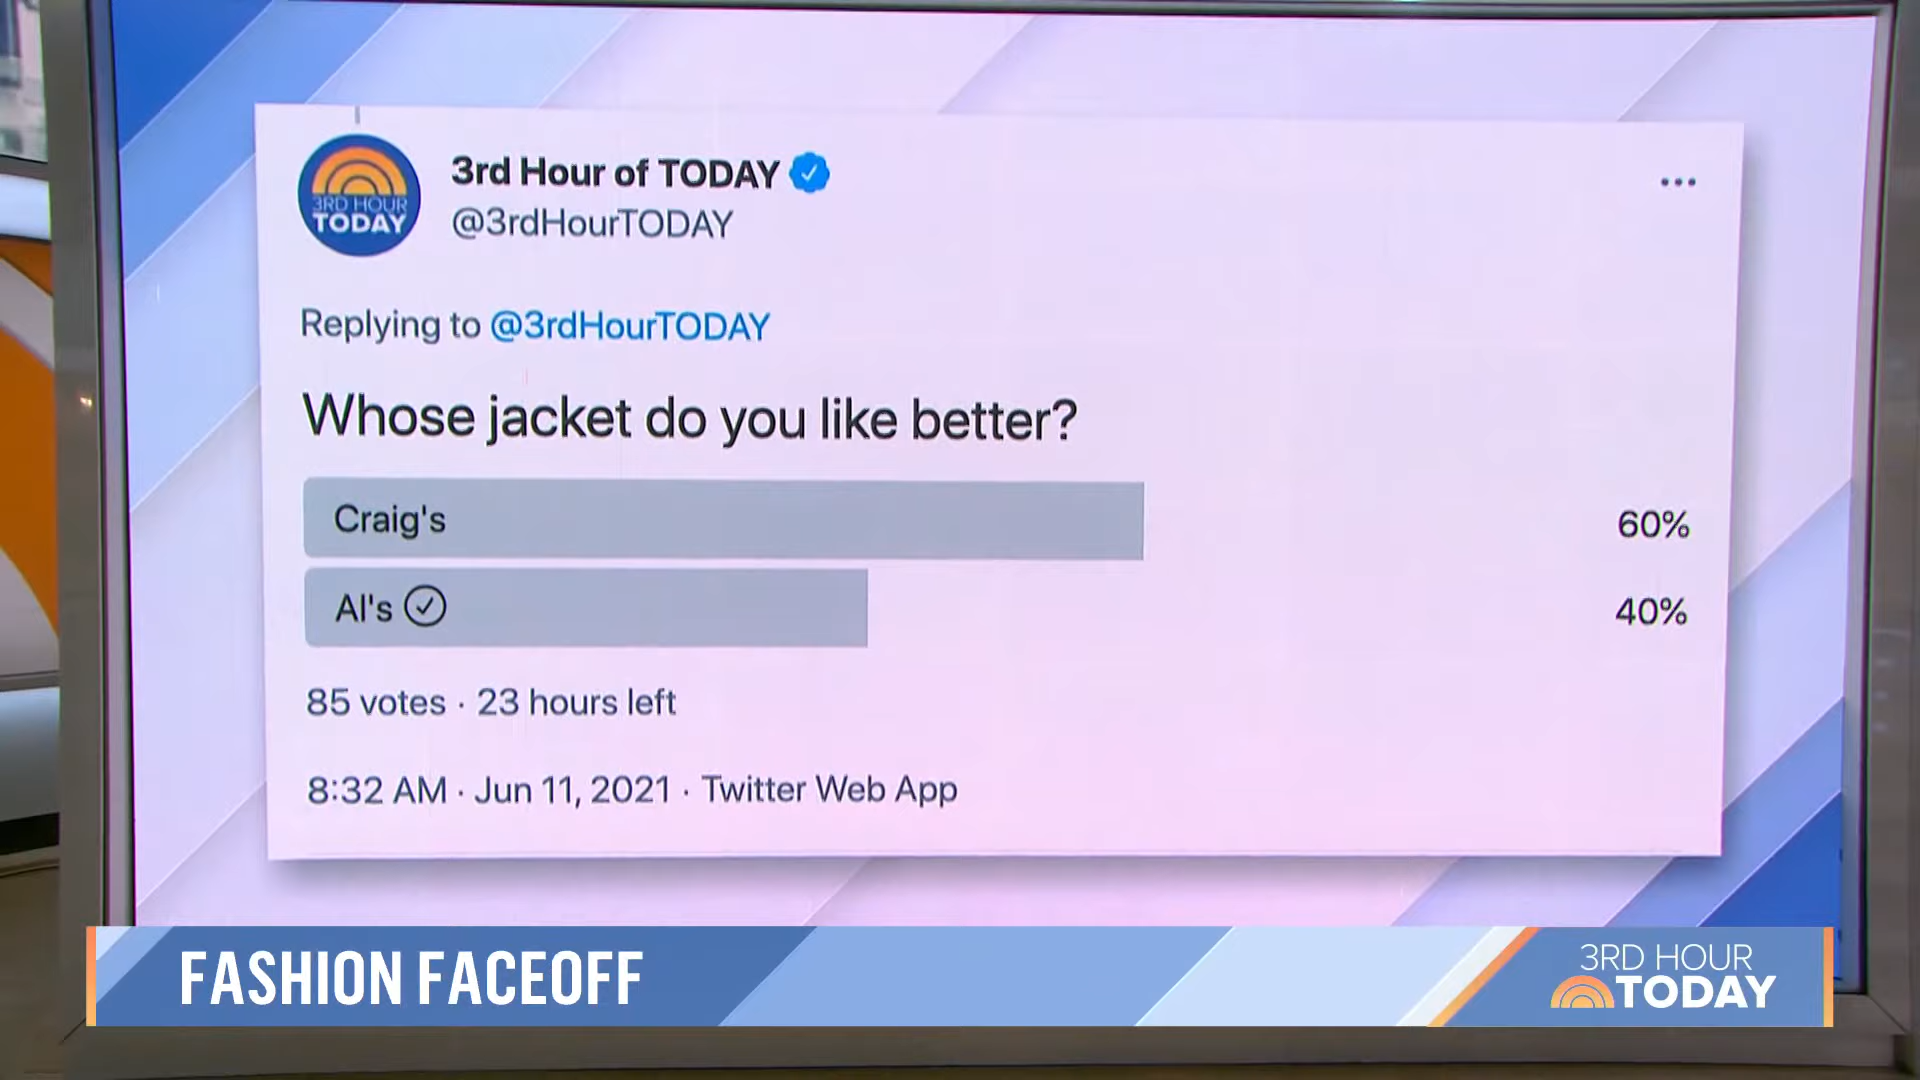 3RD HOUR
TODAY
3rd Hour of TODAY
@3rdHourTODAY
Replying to @3rdHourTODAY
Whose jacket do you like better?
Craig's 60%
Al's 40%
85 votes · 23 hours left
8:32 AM · Jun 11, 2021 · Twitter Web App
FASHION FACEOFF
3RD HOUR
TODAY